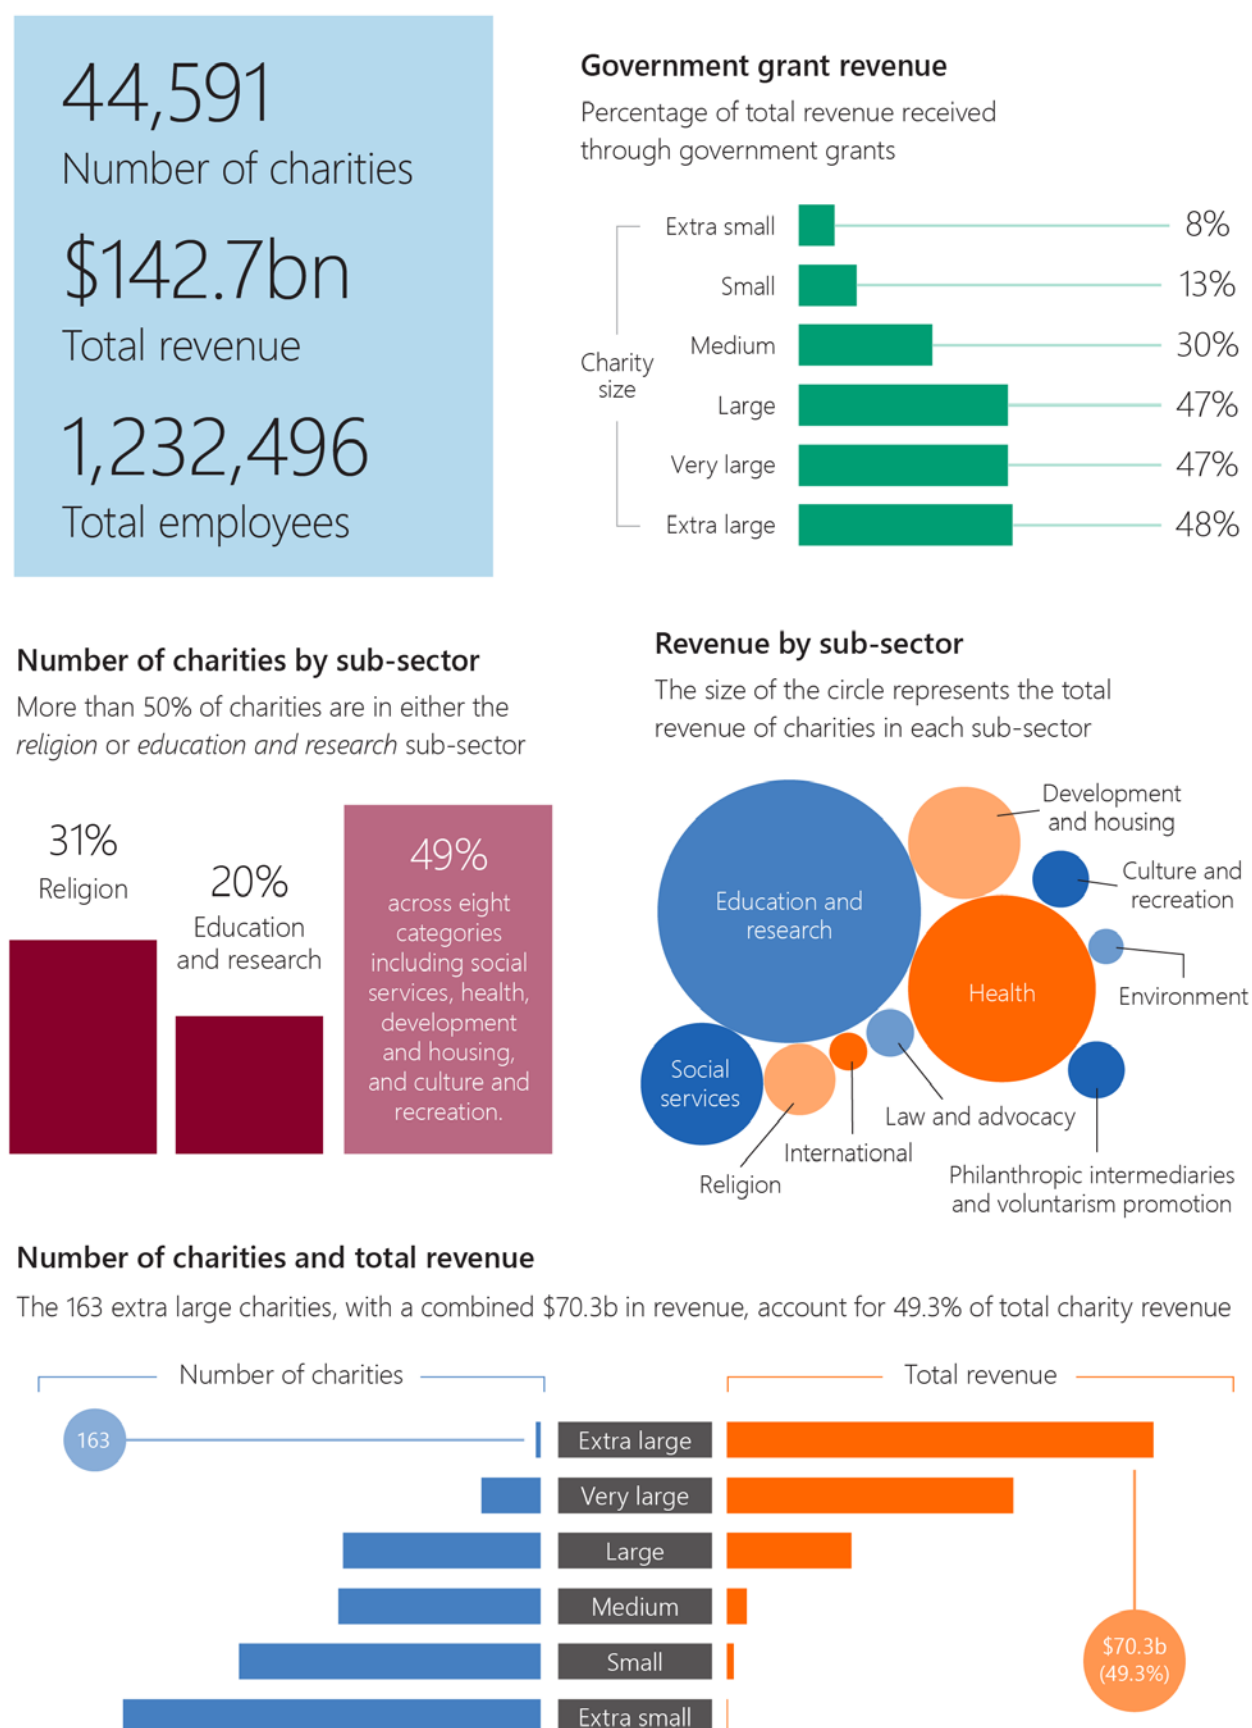 44,591
Number of charities
$142.7bn
Total revenue
1,232,496
Total employees
Government grant revenue
Percentage of total revenue received
through government grants
Charity
size
Extra small
8%
Small
13%
Medium
30%
Large
47%
Very large
47%
Extra large
48%
Number of charities by sub-sector
More than 50% of charities are in either the
religion or education and research sub-sector
31%
Religion
20%
Education
and research
49%
across eight
categories
including social
services, health,
development
and housing,
and culture and
recreation.
Revenue by sub-sector
The size of the circle represents the total
revenue of charities in each sub-sector
Development
and housing
Culture and
recreation
Education and
research
Health
Environment
Social
services
Law and advocacy
International
Religion
Philanthropic intermediaries
and voluntarism promotion
Number of charities and total revenue
The 163 extra large charities, with a combined $70.3b in revenue, account for 49.3% of total charity revenue
Number of charities
Total revenue
163
Extra large
Very large
Large
Medium
Small
$70.3b
(49.3%)
Extra small